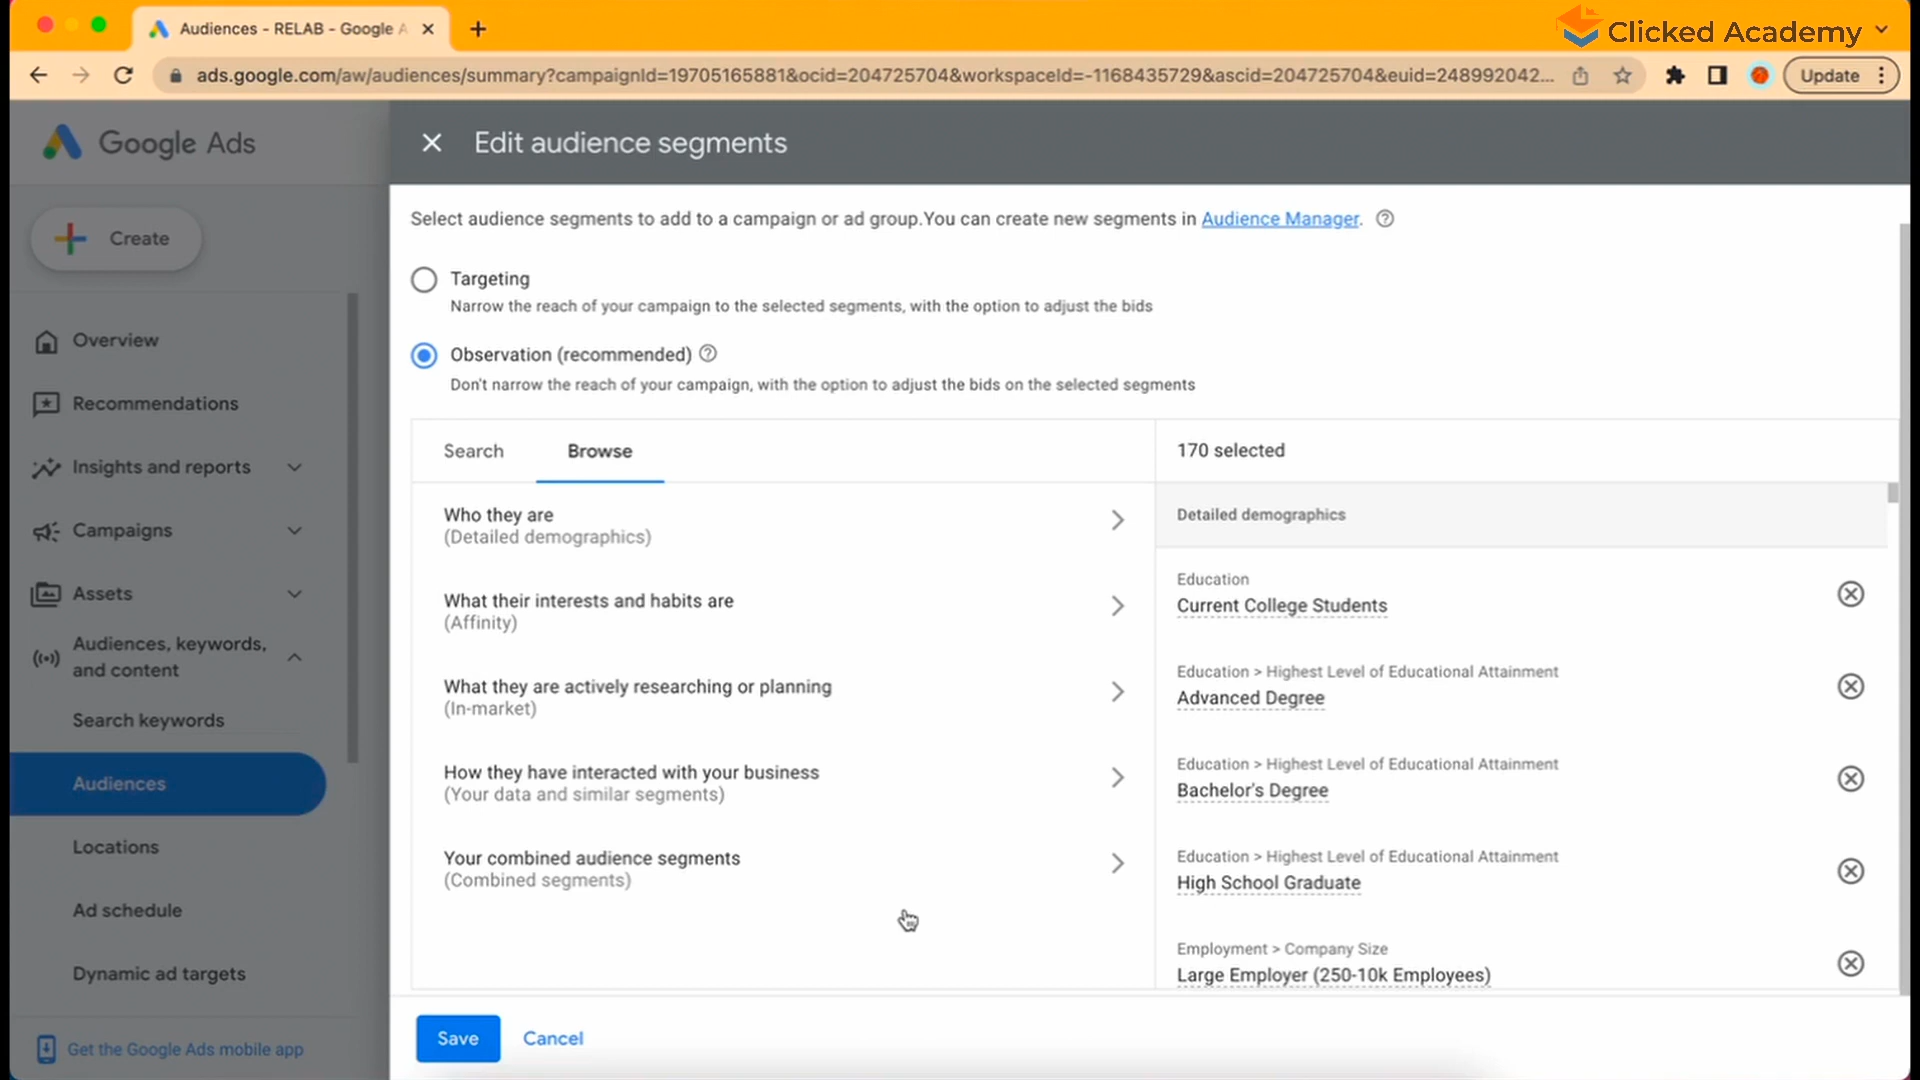 Audiences - RELAB - Google A
Clicked Academy
ads.google.com/aw/audiences/summary?campaignId=19705165881&ocid=204725704&workspaceId=-1168435729&ascid=204725704&euid=248992042...
Update
Google Ads
Edit audience segments
Create
Overview
Recommendations
Insights and reports
Campaigns
Assets
Audiences, keywords,
and content
Search keywords
Audiences
Locations
Ad schedule
Dynamic ad targets
Get the Google Ads mobile app
Select audience segments to add to a campaign or ad group.You can create new segments in Audience Manager.
Targeting
Narrow the reach of your campaign to the selected segments, with the option to adjust the bids
Observation (recommended)
Don't narrow the reach of your campaign, with the option to adjust the bids on the selected segments
Search
Browse
Who they are
(Detailed demographics)
What their interests and habits are
(Affinity)
What they are actively researching or planning
(In-market)
How they have interacted with your business
(Your data and similar segments)
Your combined audience segments
(Combined segments)
170 selected
Detailed demographics
Education
Current College Students
Education > Highest Level of Educational Attainment
Advanced Degree
Education > Highest Level of Educational Attainment
Bachelor's Degree
Education > Highest Level of Educational Attainment
High School Graduate
Employment > Company Size
Large Employer (250-10k Employees)
Save
Cancel